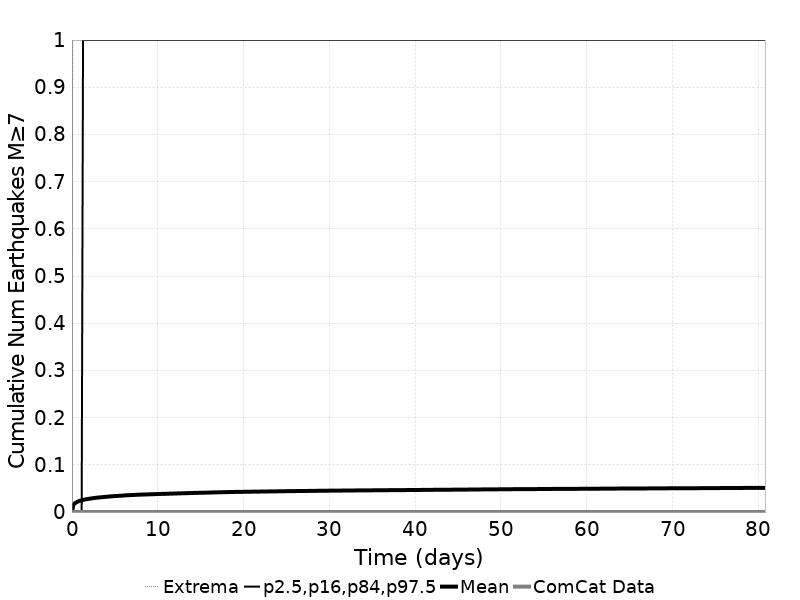 1
0.9
0.8
0.7
0.6
0.5
0.4
0.3
0.2
0.1
0
Cumulative Num Earthquakes M≥7
0 10 20 30 40 50 60 70 80
Time (days)
Extrema p2.5,p16,p84,p97.5 Mean ComCat Data